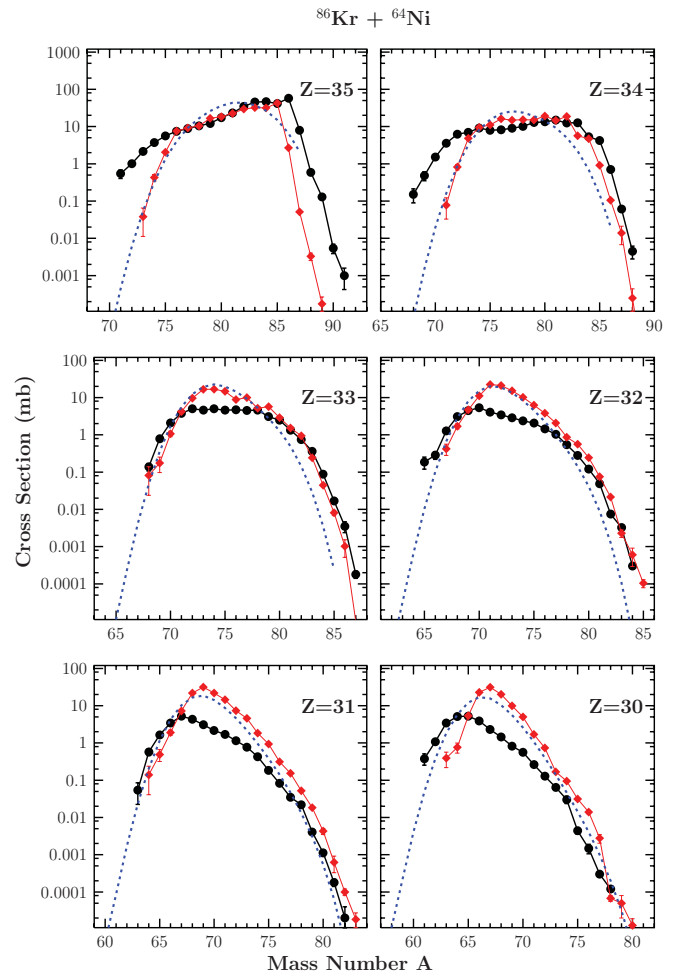 ⁸⁶Kr + ⁶⁴Ni
1000
100
10
1
0.1
0.01
0.001
Z=35
Z=34
70 75 80 85 90
65 70 75 80 85 90
Cross Section (mb)
100
10
1
0.1
0.01
0.001
0.0001
Z=33
Z=32
65 70 75 80 85
65 70 75 80 85
100
10
1
0.1
0.01
0.001
0.0001
Z=31
Z=30
60 65 70 75 80
60 65 70 75 80
Mass Number A